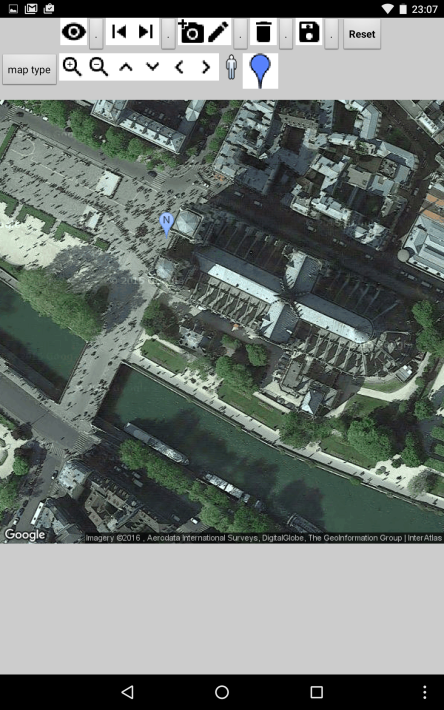 23:07
. . . . . Reset
map type
N
Google Imagery ©2016 , Aerodata International Surveys, DigitalGlobe, The GeoInformation Group | InterAtlas